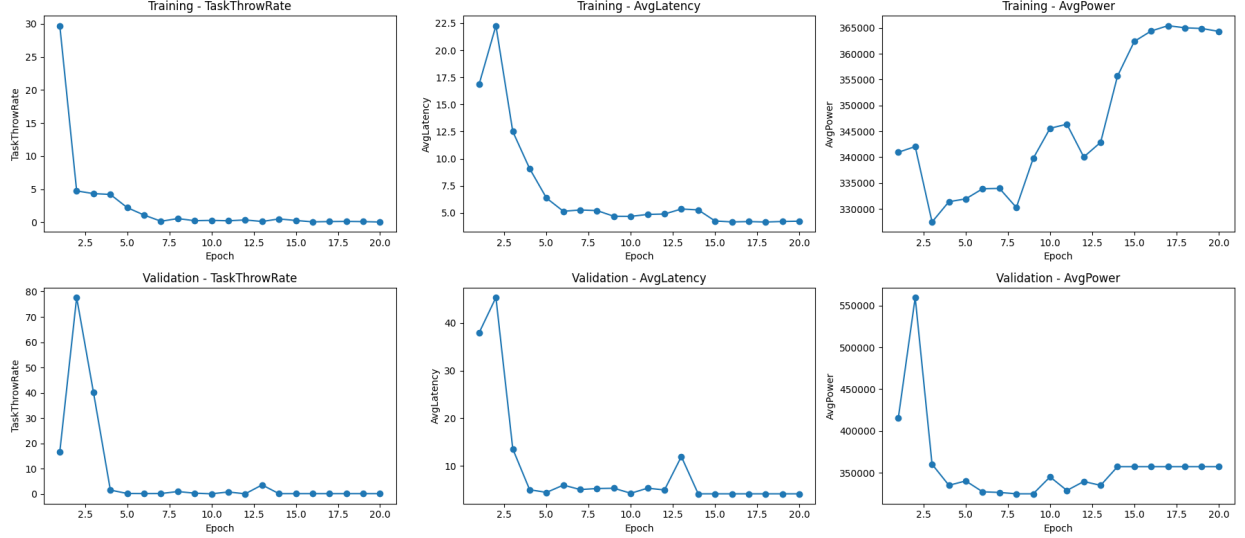 Training - TaskThrowRate
30
25
20
15
10
5
0
TaskThrowRate
2.5 5.0 7.5 10.0 12.5 15.0 17.5 20.0
Epoch
Training - AvgLatency
22.5
20.0
17.5
15.0
12.5
10.0
7.5
5.0
AvgLatency
2.5 5.0 7.5 10.0 12.5 15.0 17.5 20.0
Epoch
Training - AvgPower
365000
360000
355000
350000
345000
340000
335000
330000
AvgPower
2.5 5.0 7.5 10.0 12.5 15.0 17.5 20.0
Epoch
Validation - TaskThrowRate
80
70
60
50
40
30
20
10
0
TaskThrowRate
2.5 5.0 7.5 10.0 12.5 15.0 17.5 20.0
Epoch
Validation - AvgLatency
40
30
20
10
AvgLatency
2.5 5.0 7.5 10.0 12.5 15.0 17.5 20.0
Epoch
Validation - AvgPower
550000
500000
450000
400000
350000
AvgPower
2.5 5.0 7.5 10.0 12.5 15.0 17.5 20.0
Epoch